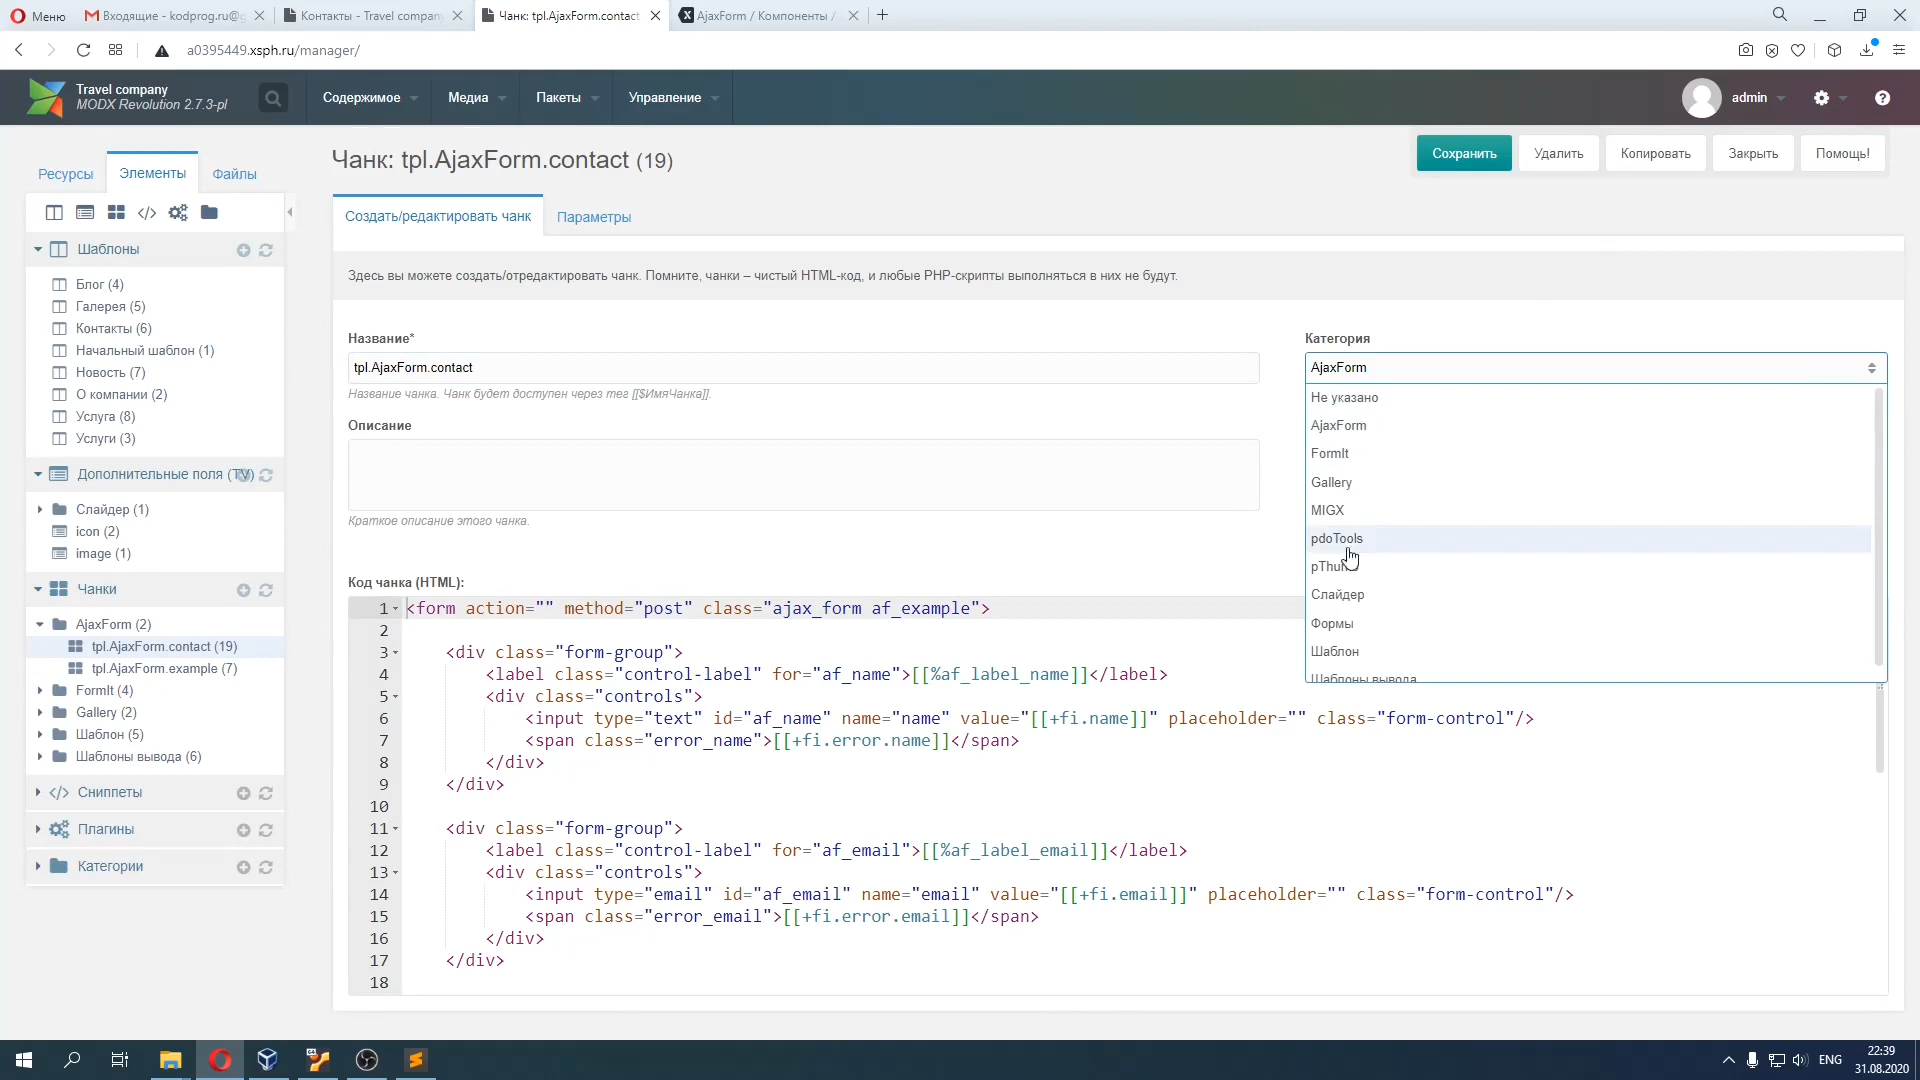 Меню
Входящие - kodprog.ru@g
Контакты - Travel company
Чанк: tpl.AjaxForm.contact
AjaxForm / Компоненты /
a0395449.xsph.ru/manager/
Travel company
MODX Revolution 2.7.3-pl
Содержимое
Медиа
Пакеты
Управление
admin
Ресурсы
Элементы
Файлы
Чанк: tpl.AjaxForm.contact (19)
Сохранить
Удалить
Копировать
Закрыть
Помощь!
Создать/редактировать чанк
Параметры
Здесь вы можете создать/отредактировать чанк. Помните, чанки – чистый HTML-код, и любые PHP-скрипты выполняться в них не будут.
Шаблоны
Блог (4)
Галерея (5)
Контакты (6)
Начальный шаблон (1)
Новость (7)
О компании (2)
Услуга (8)
Услуги (3)
Дополнительные поля (TV)
Слайдер (1)
icon (2)
image (1)
Чанки
AjaxForm (2)
tpl.AjaxForm.contact (19)
tpl.AjaxForm.example (7)
FormIt (4)
Gallery (2)
Шаблон (5)
Шаблоны вывода (6)
Сниппеты
Плагины
Категории
Название*
tpl.AjaxForm.contact
Название чанка. Чанк будет доступен через тег [[$ИмяЧанка]].
Описание
Краткое описание этого чанка.
Категория
AjaxForm
Не указано
AjaxForm
FormIt
Gallery
MIGX
pdoTools
pThu
Слайдер
Формы
Шаблон
Шаблоны вывода
Код чанка (HTML):
1 <form action="" method="post" class="ajax_form af_example">
2
3 <div class="form-group">
4 <label class="control-label" for="af_name">[[%af_label_name]]</label>
5 <div class="controls">
6 <input type="text" id="af_name" name="name" value="[[+fi.name]]" placeholder="" class="form-control"/>
7 <span class="error_name">[[+fi.error.name]]</span>
8 </div>
9 </div>
10
11 <div class="form-group">
12 <label class="control-label" for="af_email">[[%af_label_email]]</label>
13 <div class="controls">
14 <input type="email" id="af_email" name="email" value="[[+fi.email]]" placeholder="" class="form-control"/>
15 <span class="error_email">[[+fi.error.email]]</span>
16 </div>
17 </div>
18
ENG
22:39
31.08.2020